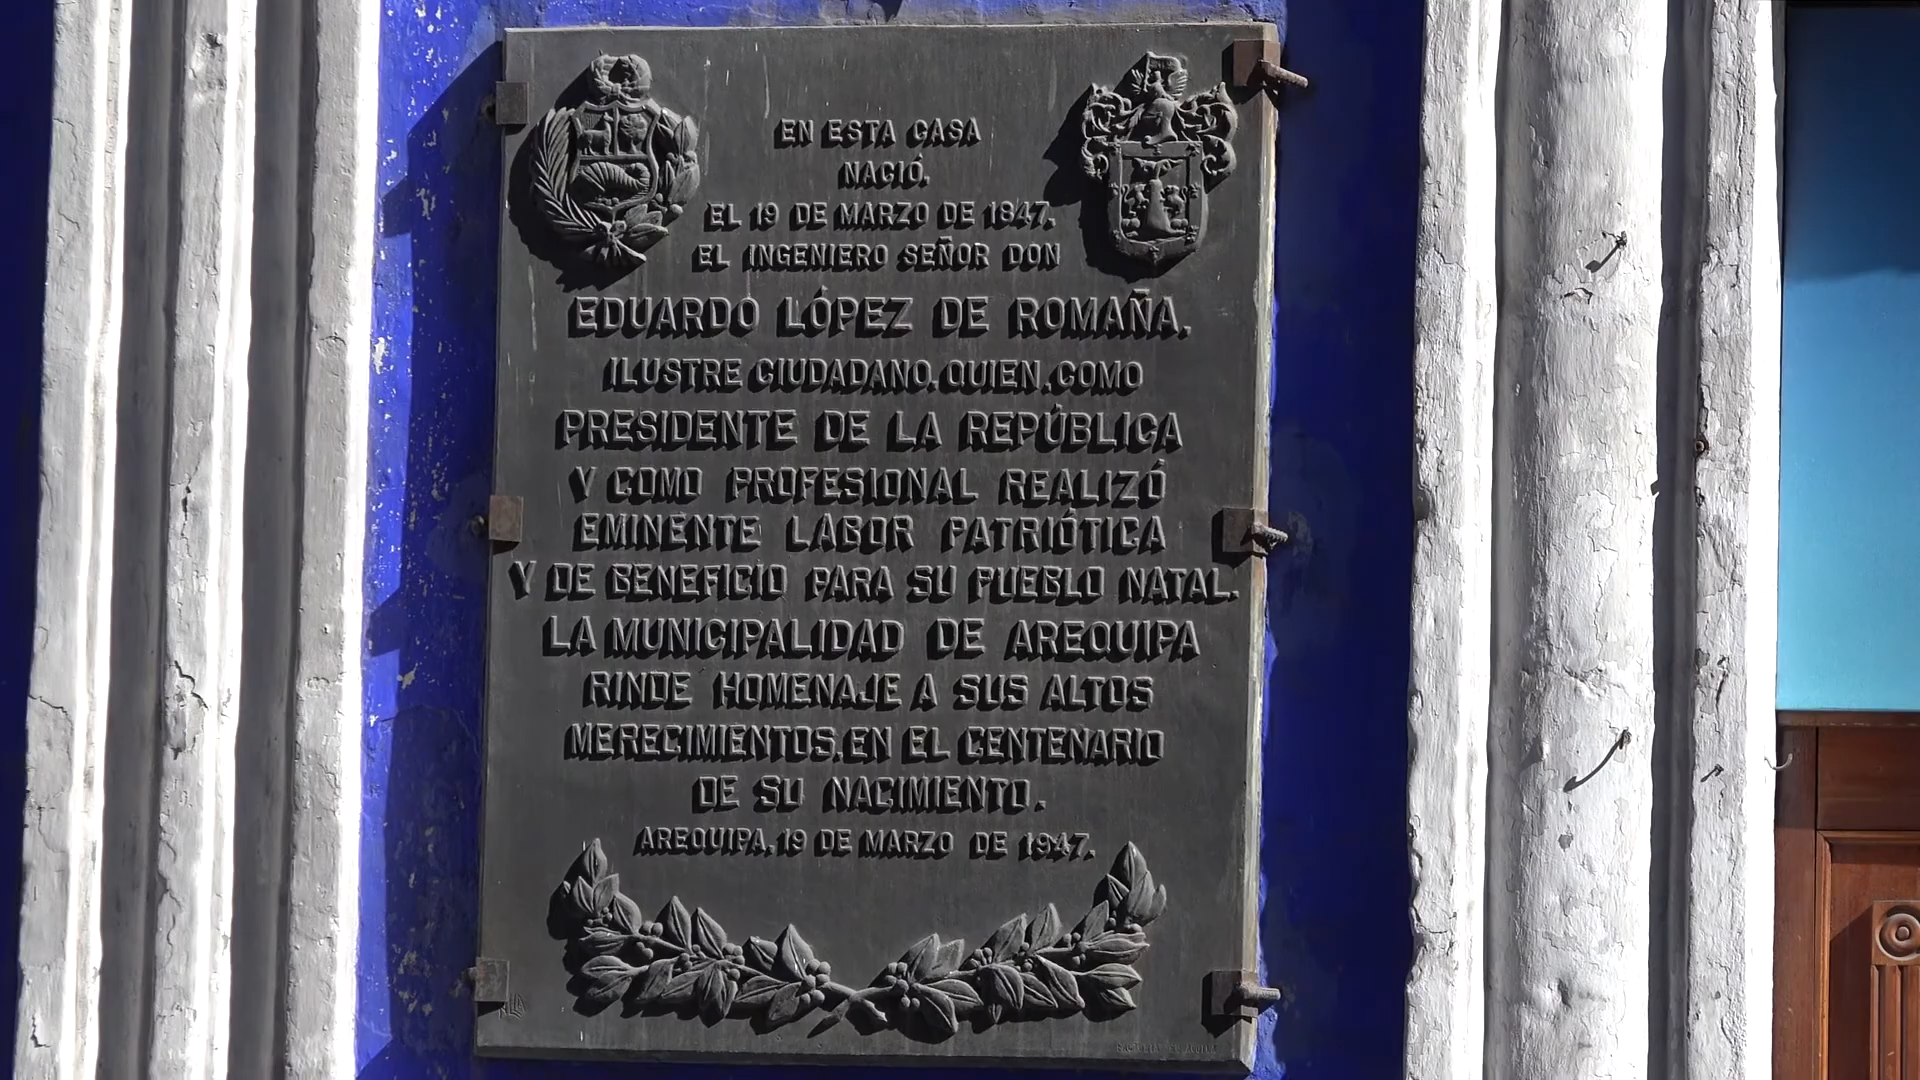 EN ESTA CASA
NACIÓ,
EL 19 DE MARZO DE 1847,
EL INGENIERO SEÑOR DON
EDUARDO LÓPEZ DE ROMAÑA,
ILUSTRE CIUDADANO, QUIEN, COMO
PRESIDENTE DE LA REPÚBLICA
Y COMO PROFESIONAL REALIZÓ
EMINENTE LABOR PATRIÓTICA
Y DE BENEFICIO PARA SU PUEBLO NATAL.
LA MUNICIPALIDAD DE AREQUIPA
RINDE HOMENAJE A SUS ALTOS
MERECIMIENTOS, EN EL CENTENARIO
DE SU NACIMIENTO.
AREQUIPA, 19 DE MARZO DE 1947.